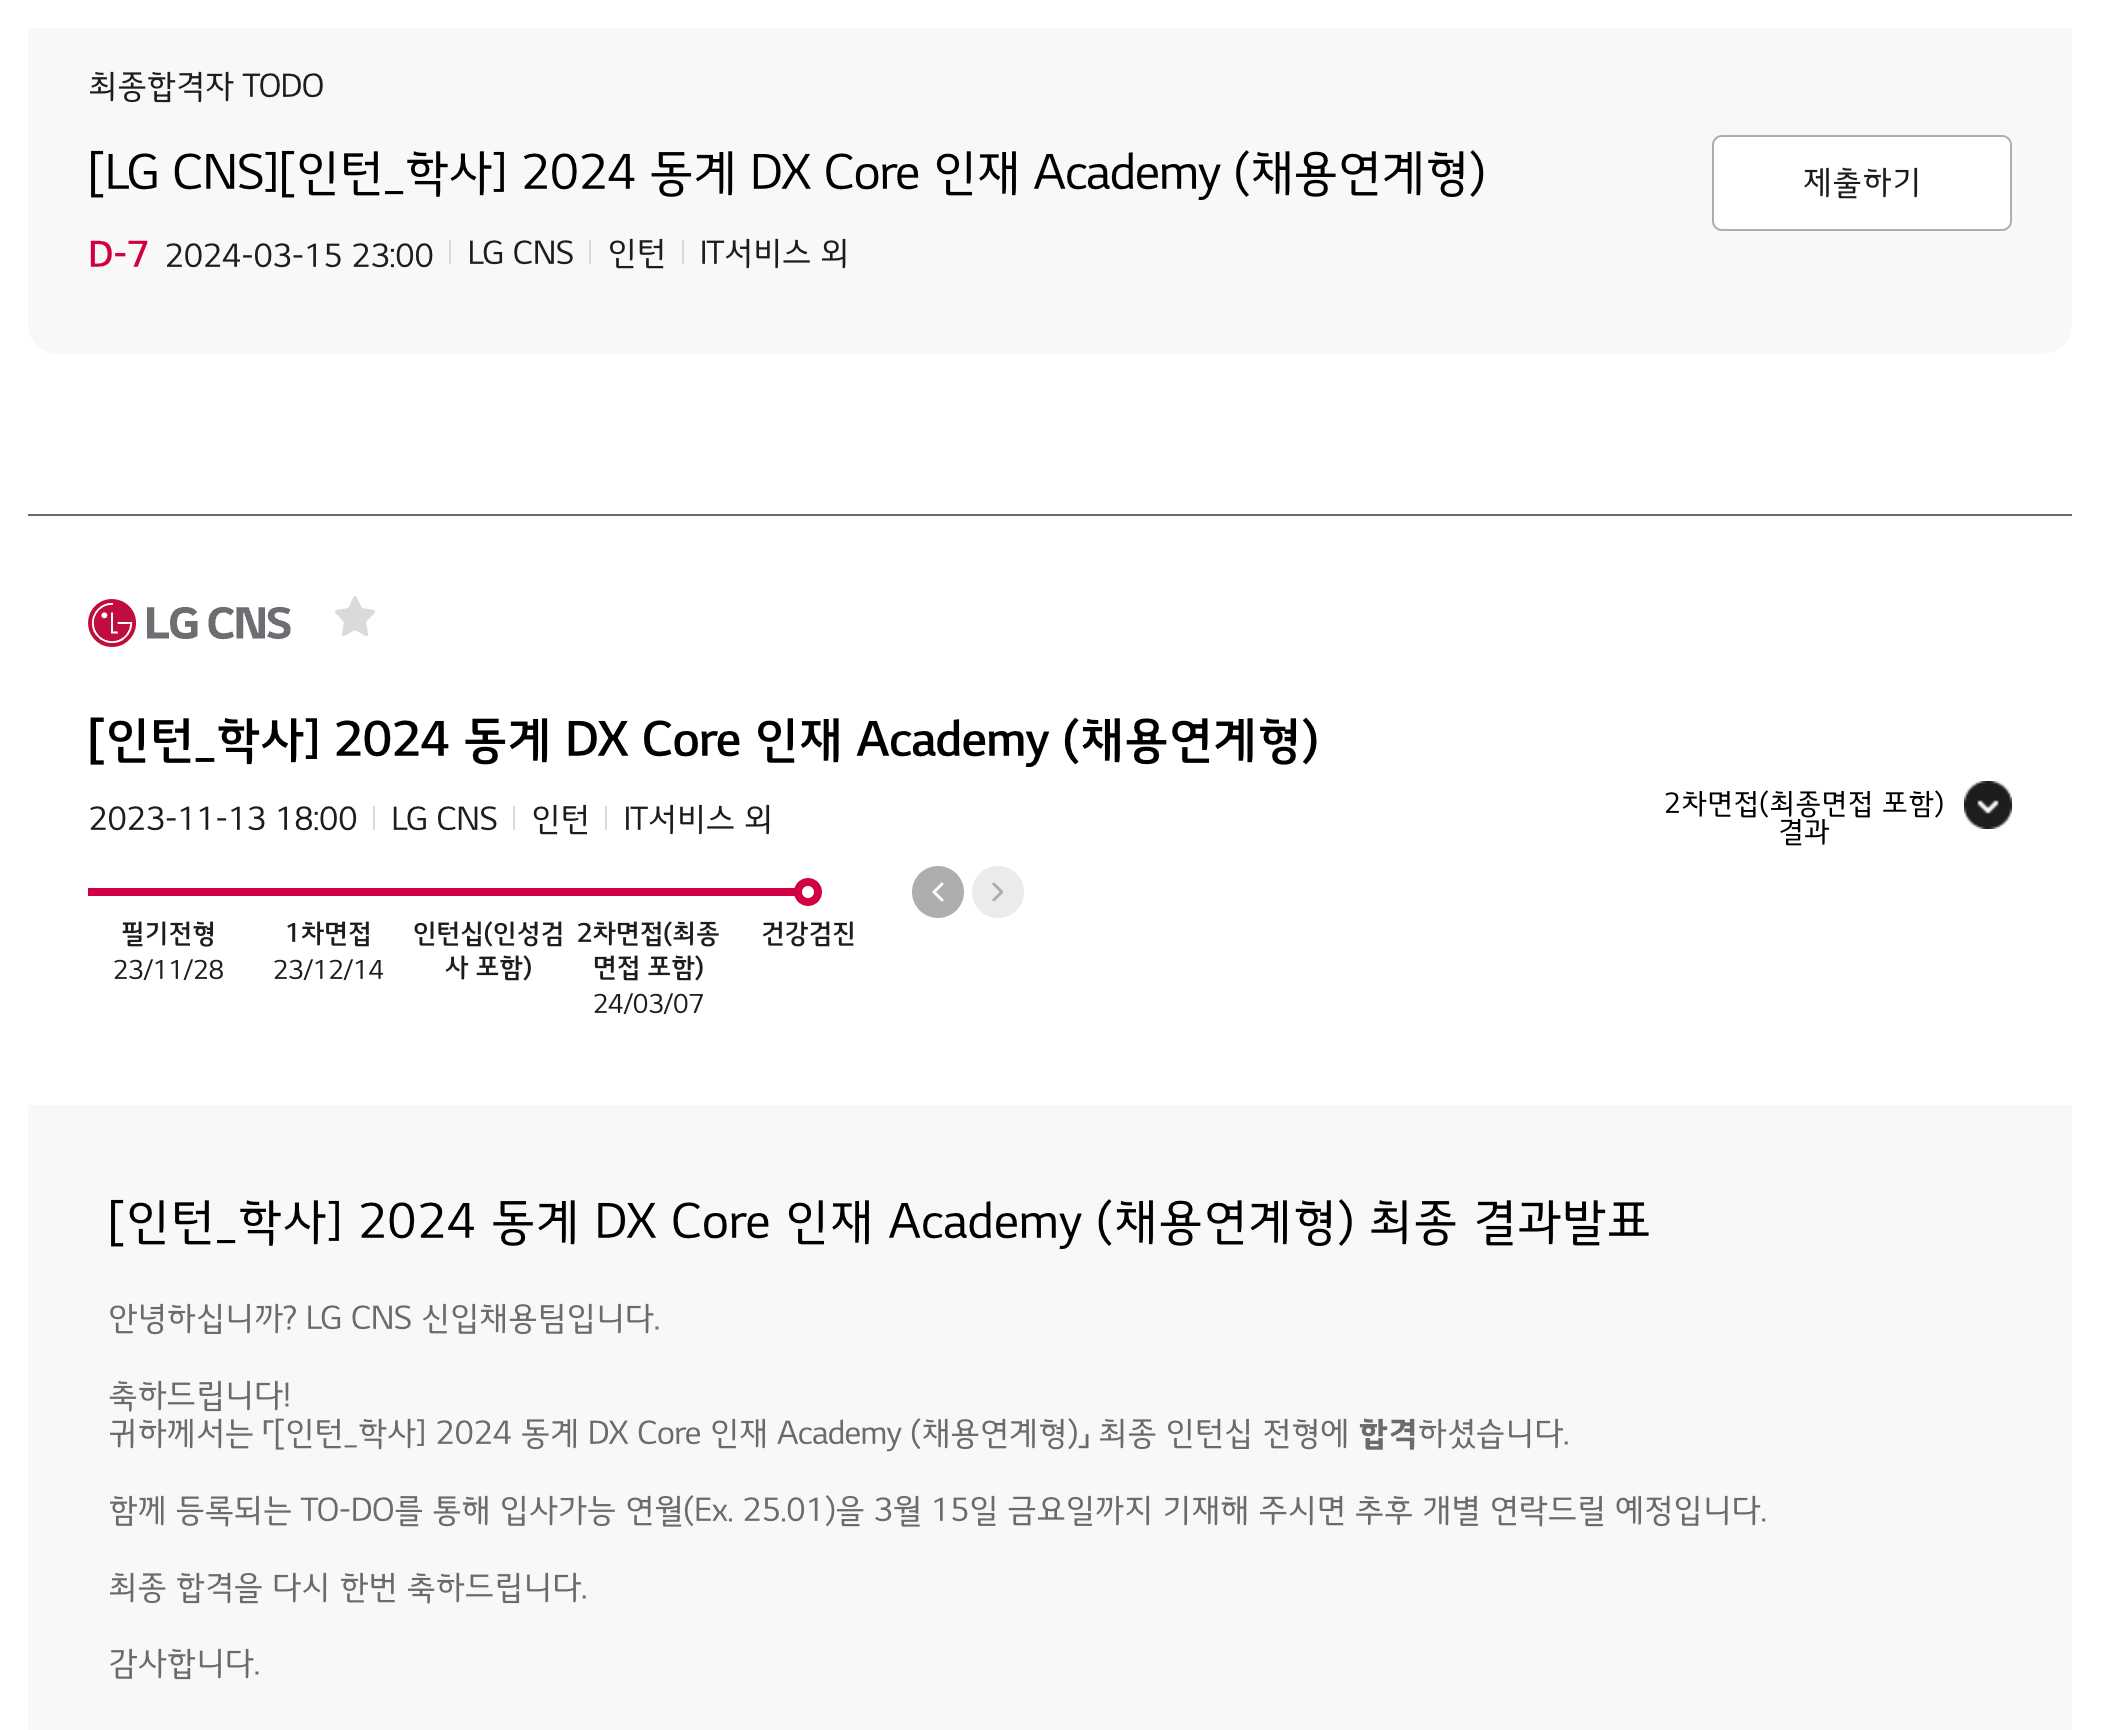 최종합격자 TODO
[LG CNS][인턴_학사] 2024 동계 DX Core 인재 Academy (채용연계형)
제출하기
D-7 2024-03-15 23:00 LG CNS 인턴 IT서비스 외
LG CNS
[인턴_학사] 2024 동계 DX Core 인재 Academy (채용연계형)
2023-11-13 18:00 LG CNS 인턴 IT서비스 외
2차면접(최종면접 포함)
결과
필기전형
23/11/28
1차면접
23/12/14
인턴십(인성검
사 포함)
2차면접(최종
면접 포함)
24/03/07
건강검진
[인턴_학사] 2024 동계 DX Core 인재 Academy (채용연계형) 최종 결과발표
안녕하십니까? LG CNS 신입채용팀입니다.
축하드립니다!
귀하께서는 「[인턴_학사] 2024 동계 DX Core 인재 Academy (채용연계형)」 최종 인턴십 전형에 합격하셨습니다.
함께 등록되는 TO-DO를 통해 입사가능 연월(Ex. 25.01)을 3월 15일 금요일까지 기재해 주시면 추후 개별 연락드릴 예정입니다.
최종 합격을 다시 한번 축하드립니다.
감사합니다.